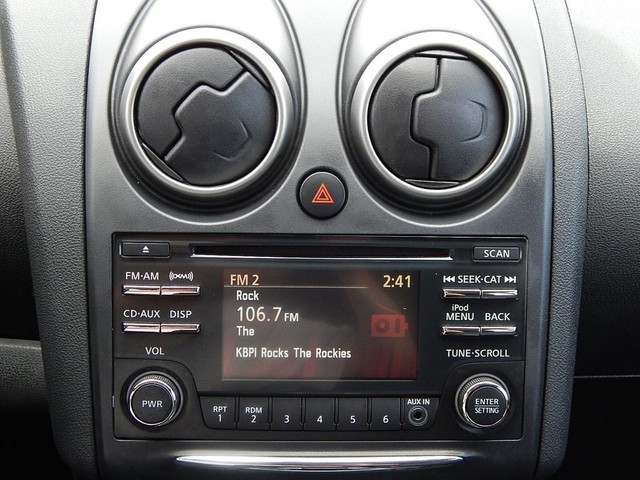 SCAN
FM·AM
(XM)
SEEK·CAT
CD·AUX DISP
iPod
MENU BACK
VOL
TUNE·SCROLL
FM 2 2:41
Rock
106.7 FM
The
KBPI Rocks The Rockies
PWR
RPT
1
RDM
2
3
4
5
6
AUX IN
ENTER
SETTING